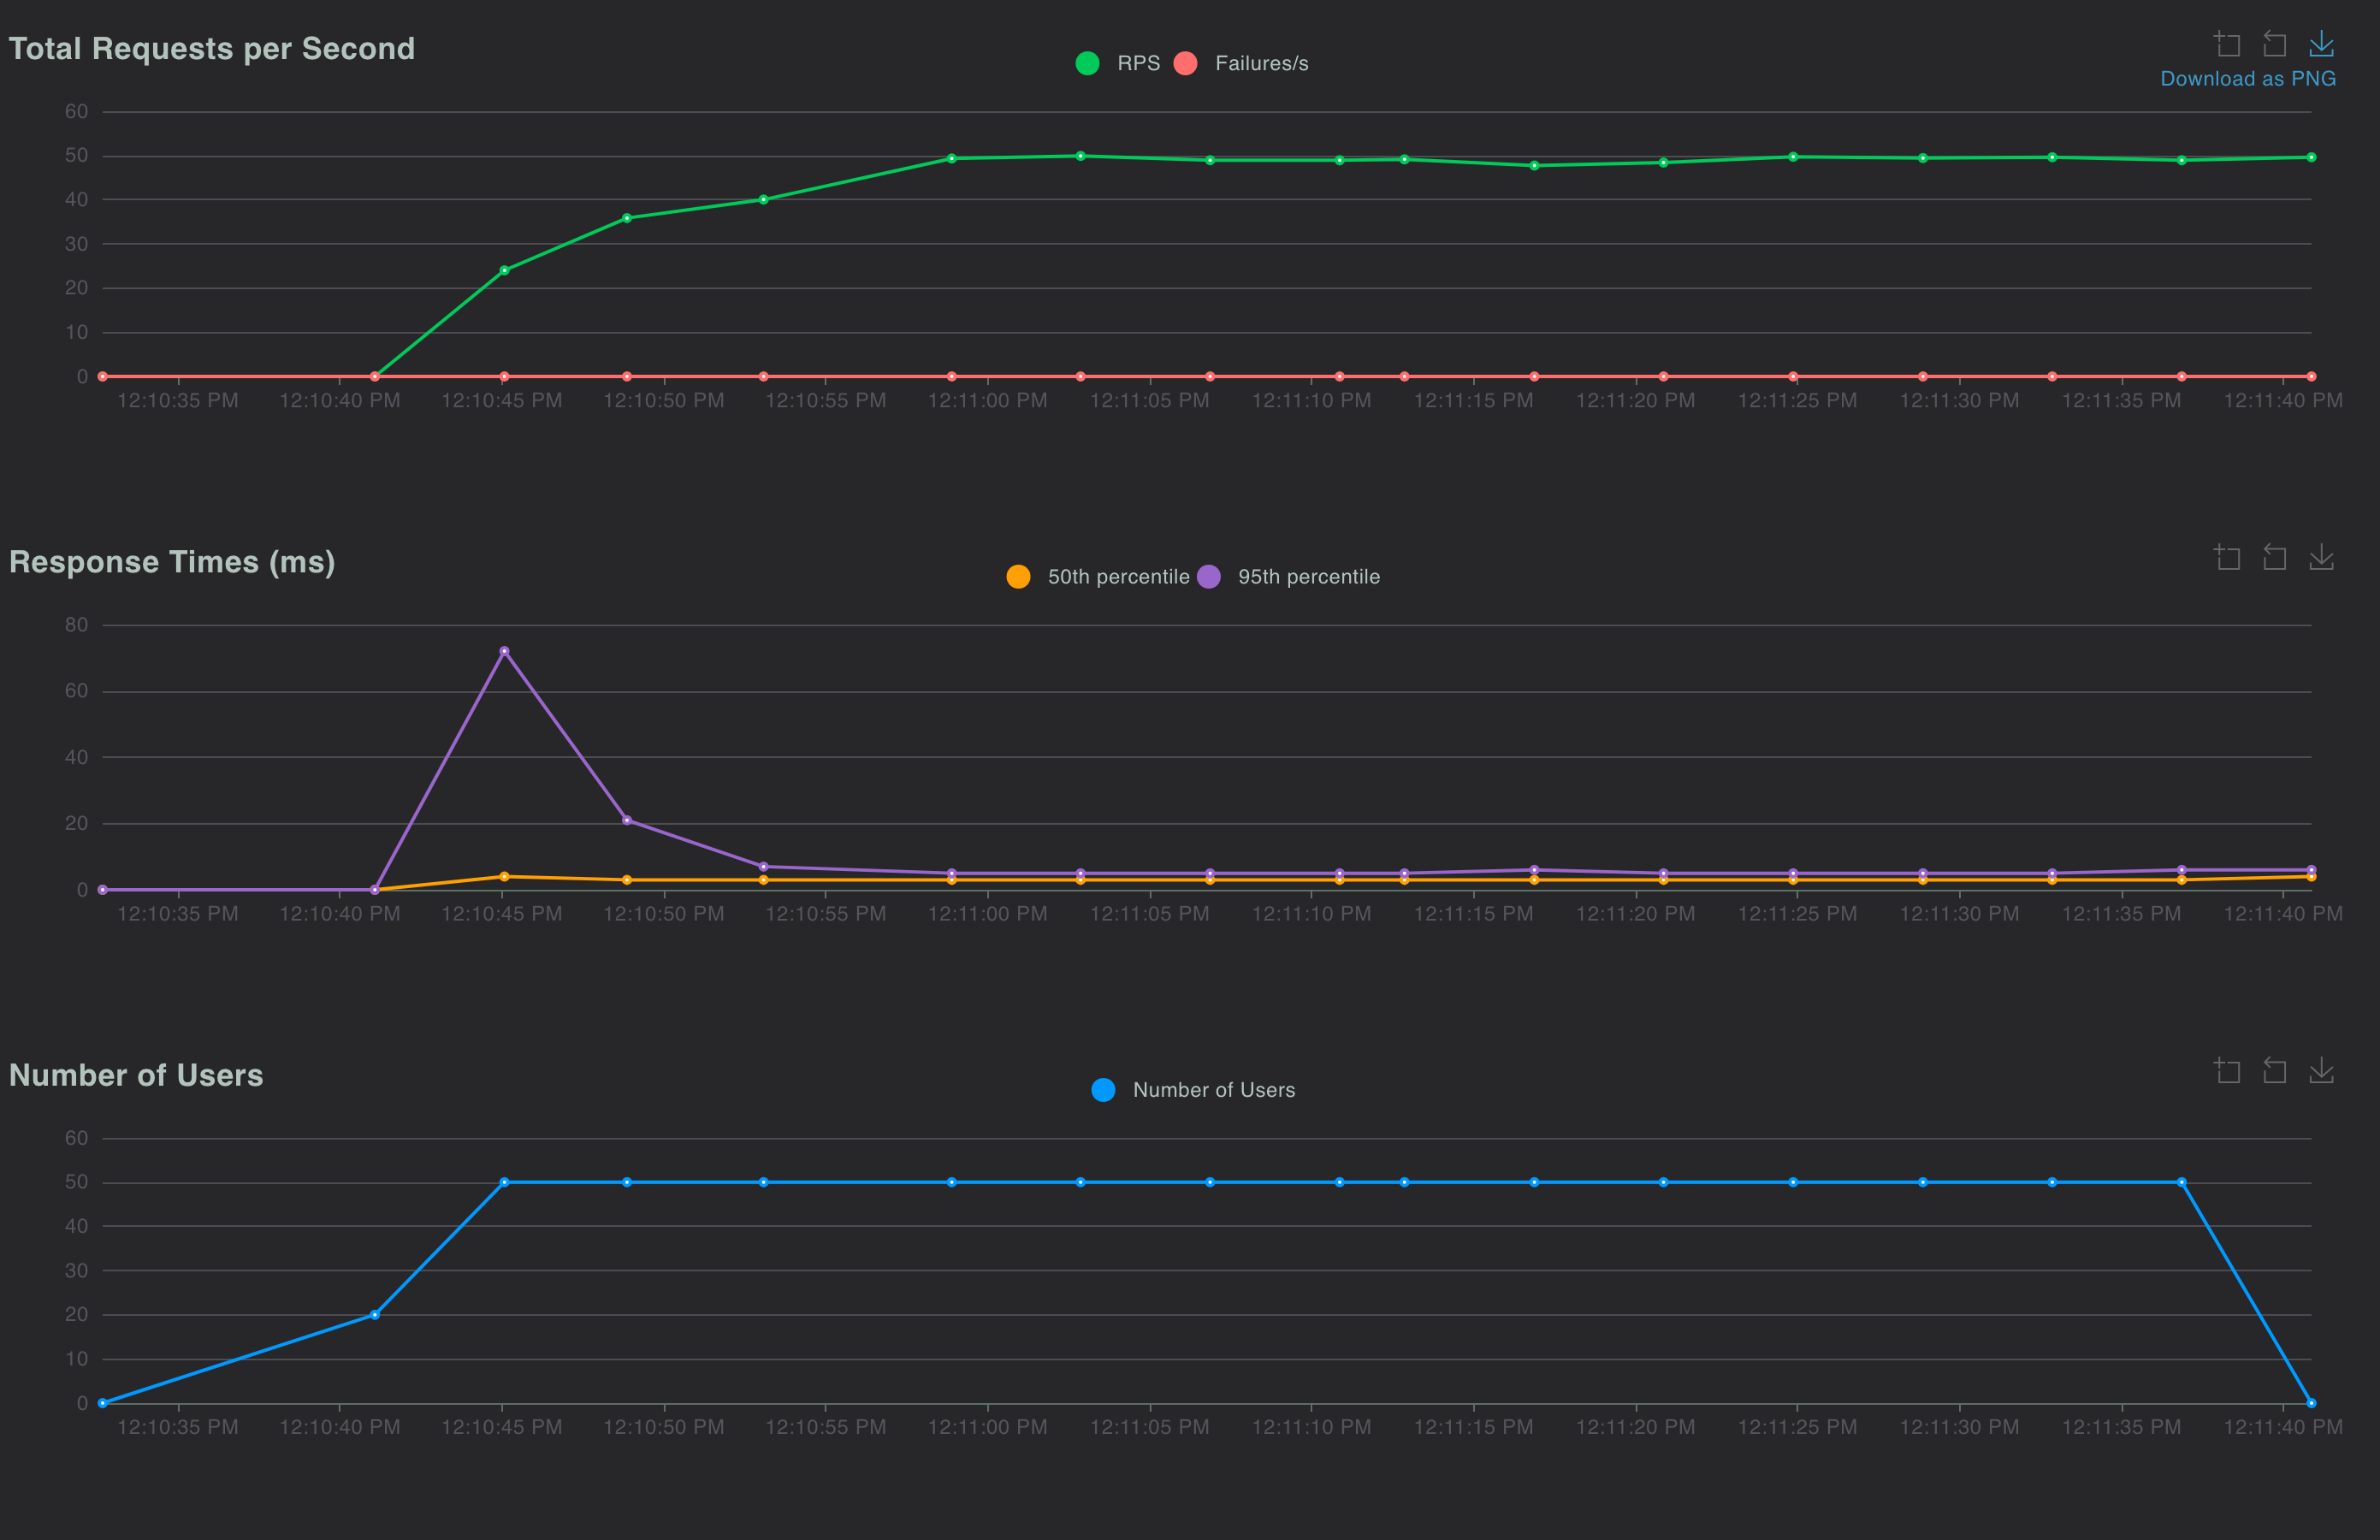 Total Requests per Second
RPS Failures/s
Download as PNG
60
50
40
30
20
10
0
12:10:35 PM 12:10:40 PM 12:10:45 PM 12:10:50 PM 12:10:55 PM 12:11:00 PM 12:11:05 PM 12:11:10 PM 12:11:15 PM 12:11:20 PM 12:11:25 PM 12:11:30 PM 12:11:35 PM 12:11:40 PM
Response Times (ms)
50th percentile 95th percentile
80
60
40
20
0
12:10:35 PM 12:10:40 PM 12:10:45 PM 12:10:50 PM 12:10:55 PM 12:11:00 PM 12:11:05 PM 12:11:10 PM 12:11:15 PM 12:11:20 PM 12:11:25 PM 12:11:30 PM 12:11:35 PM 12:11:40 PM
Number of Users
Number of Users
60
50
40
30
20
10
0
12:10:35 PM 12:10:40 PM 12:10:45 PM 12:10:50 PM 12:10:55 PM 12:11:00 PM 12:11:05 PM 12:11:10 PM 12:11:15 PM 12:11:20 PM 12:11:25 PM 12:11:30 PM 12:11:35 PM 12:11:40 PM